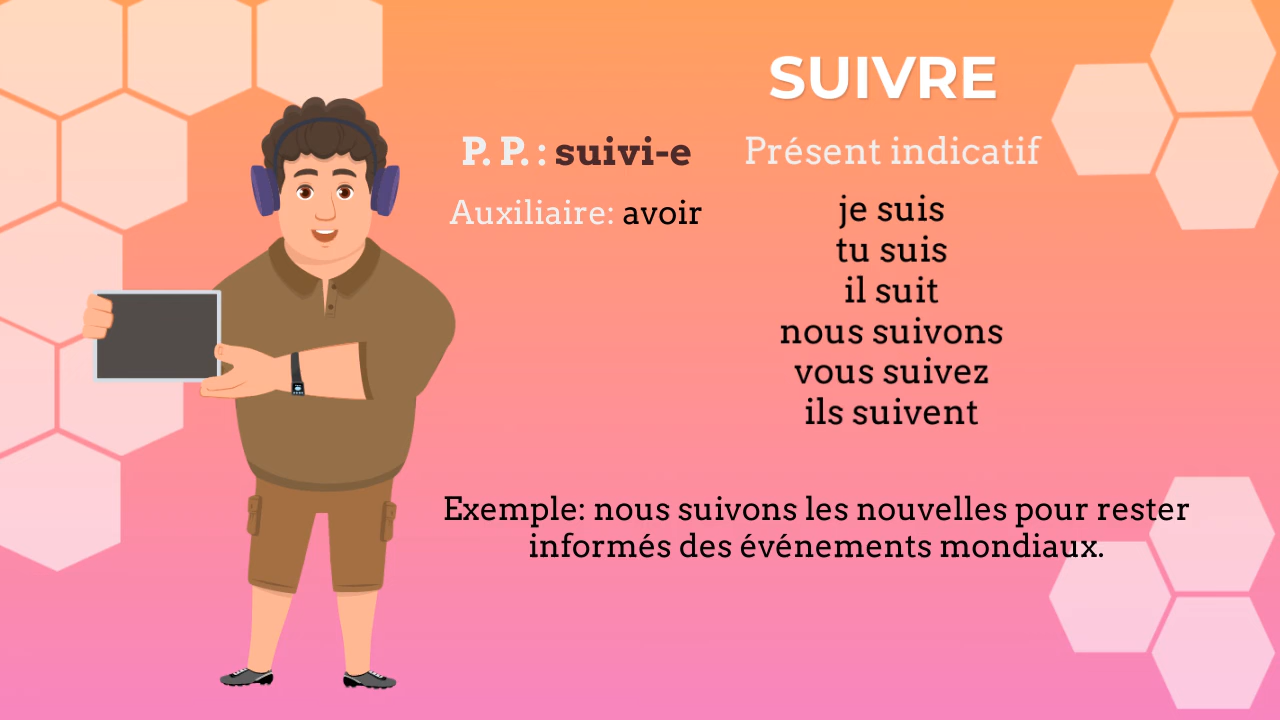 SUIVRE
P. P. : suivi-e
Auxiliaire: avoir
Présent indicatif
je suis
tu suis
il suit
nous suivons
vous suivez
ils suivent
Exemple: nous suivons les nouvelles pour rester
informés des événements mondiaux.